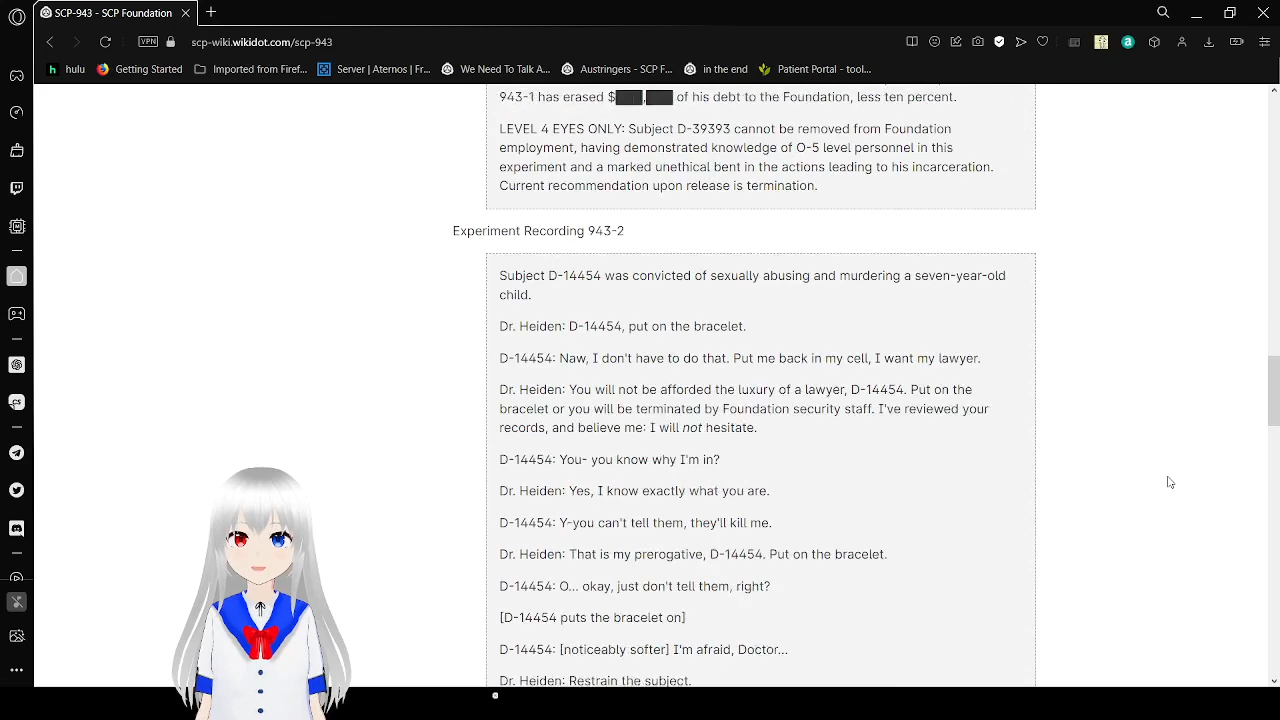 SCP-943 - SCP Foundation
VPN
scp-wiki.wikidot.com/scp-943
h hulu
Getting Started
Imported from Firef...
Server | Aternos | Fr...
We Need To Talk A...
Austringers - SCP F...
in the end
Patient Portal - tool...
943-1 has erased $███,███ of his debt to the Foundation, less ten percent.
LEVEL 4 EYES ONLY: Subject D-39393 cannot be removed from Foundation
employment, having demonstrated knowledge of O-5 level personnel in this
experiment and a marked unethical bent in the actions leading to his incarceration.
Current recommendation upon release is termination.
Experiment Recording 943-2
Subject D-14454 was convicted of sexually abusing and murdering a seven-year-old
child.
Dr. Heiden: D-14454, put on the bracelet.
D-14454: Naw, I don't have to do that. Put me back in my cell, I want my lawyer.
Dr. Heiden: You will not be afforded the luxury of a lawyer, D-14454. Put on the
bracelet or you will be terminated by Foundation security staff. I've reviewed your
records, and believe me: I will not hesitate.
D-14454: You- you know why I'm in?
Dr. Heiden: Yes, I know exactly what you are.
D-14454: Y-you can't tell them, they'll kill me.
Dr. Heiden: That is my prerogative, D-14454. Put on the bracelet.
D-14454: O... okay, just don't tell them, right?
[D-14454 puts the bracelet on]
D-14454: [noticeably softer] I'm afraid, Doctor...
Dr. Heiden: Restrain the subject.